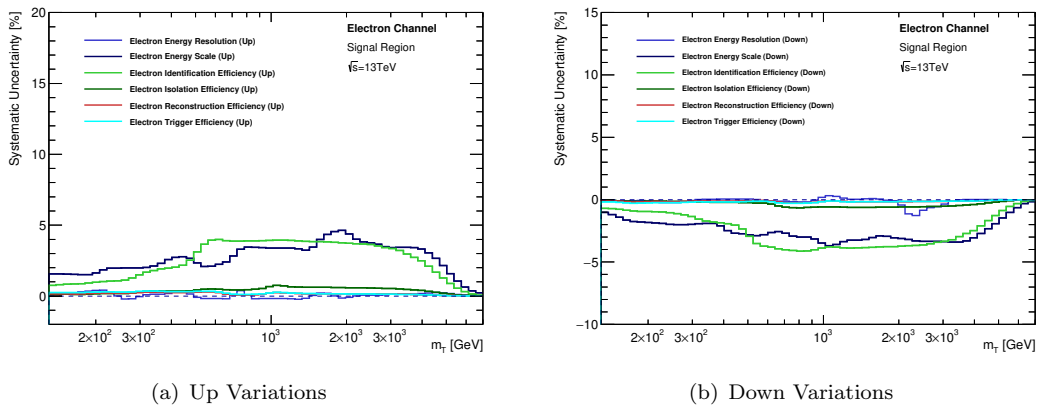 Systematic Uncertainty [%]
20
15
10
5
0
Electron Energy Resolution (Up)
Electron Energy Scale (Up)
Electron Identification Efficiency (Up)
Electron Isolation Efficiency (Up)
Electron Reconstruction Efficiency (Up)
Electron Trigger Efficiency (Up)
Electron Channel
Signal Region
√s=13TeV
2×10² 3×10² 10³ 2×10³ 3×10³
m_T [GeV]
(a) Up Variations
Systematic Uncertainty [%]
15
10
5
0
−5
−10
Electron Energy Resolution (Down)
Electron Energy Scale (Down)
Electron Identification Efficiency (Down)
Electron Isolation Efficiency (Down)
Electron Reconstruction Efficiency (Down)
Electron Trigger Efficiency (Down)
Electron Channel
Signal Region
√s=13TeV
2×10² 3×10² 10³ 2×10³ 3×10³
m_T [GeV]
(b) Down Variations